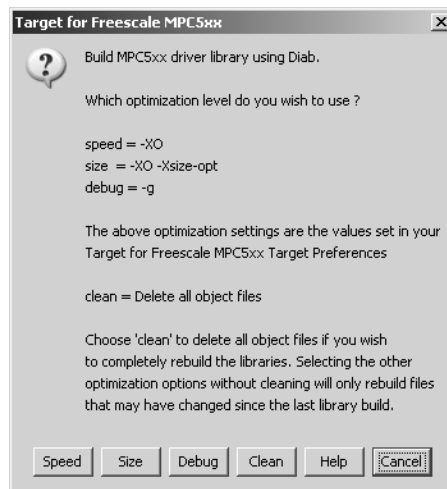 Target for Freescale MPC5xx
Build MPC5xx driver library using Diab.
Which optimization level do you wish to use ?
speed = -XO
size = -XO -Xsize-opt
debug = -g
The above optimization settings are the values set in your
Target for Freescale MPC5xx Target Preferences
clean = Delete all object files
Choose 'clean' to delete all object files if you wish
to completely rebuild the libraries. Selecting the other
optimization options without cleaning will only rebuild files
that may have changed since the last library build.
Speed Size Debug Clean Help Cancel